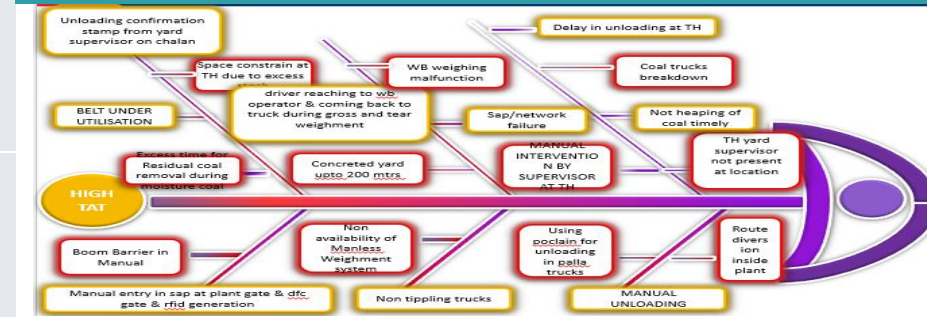 Unloading confirmation
stamp from yard
supervisor on chalan
Delay in unloading at TH
Space constrain at
TH due to excess
WB weighing
malfunction
Coal trucks
breakdown
driver reaching to wb
operator & coming back to
truck during gross and tear
weighment
BELT UNDER
UTILISATION
Sap/network
failure
Not heaping of
coal timely
Excess time for
Residual coal
removal during
moisture coal
Concreted yard
upto 200 mtrs
MANUAL
INTERVENTIO
N BY
SUPERVISOR
AT TH
TH yard
supervisor
not present
at location
HIGH
TAT
Boom Barrier in
Manual
Non
availability of
Manless
Weighment
system
Using
poclain for
unloading
in palla
trucks
Route
divers
ion
inside
plant
Manual entry in sap at plant gate & dfc
gate & rfid generation
Non tippling trucks
MANUAL
UNLOADING